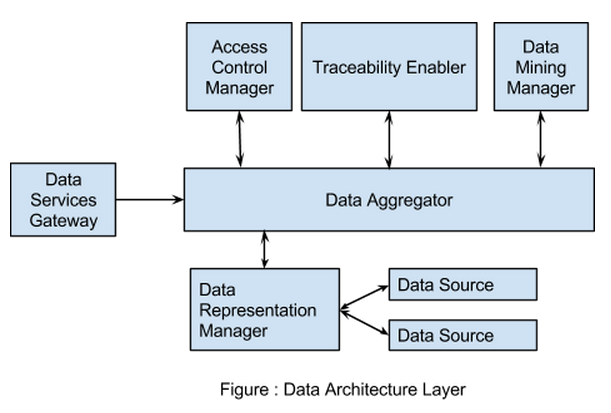 Access
Control
Manager
Traceability Enabler
Data
Mining
Manager
Data
Services
Gateway
Data Aggregator
Data
Representation
Manager
Data Source
Data Source
Figure : Data Architecture Layer